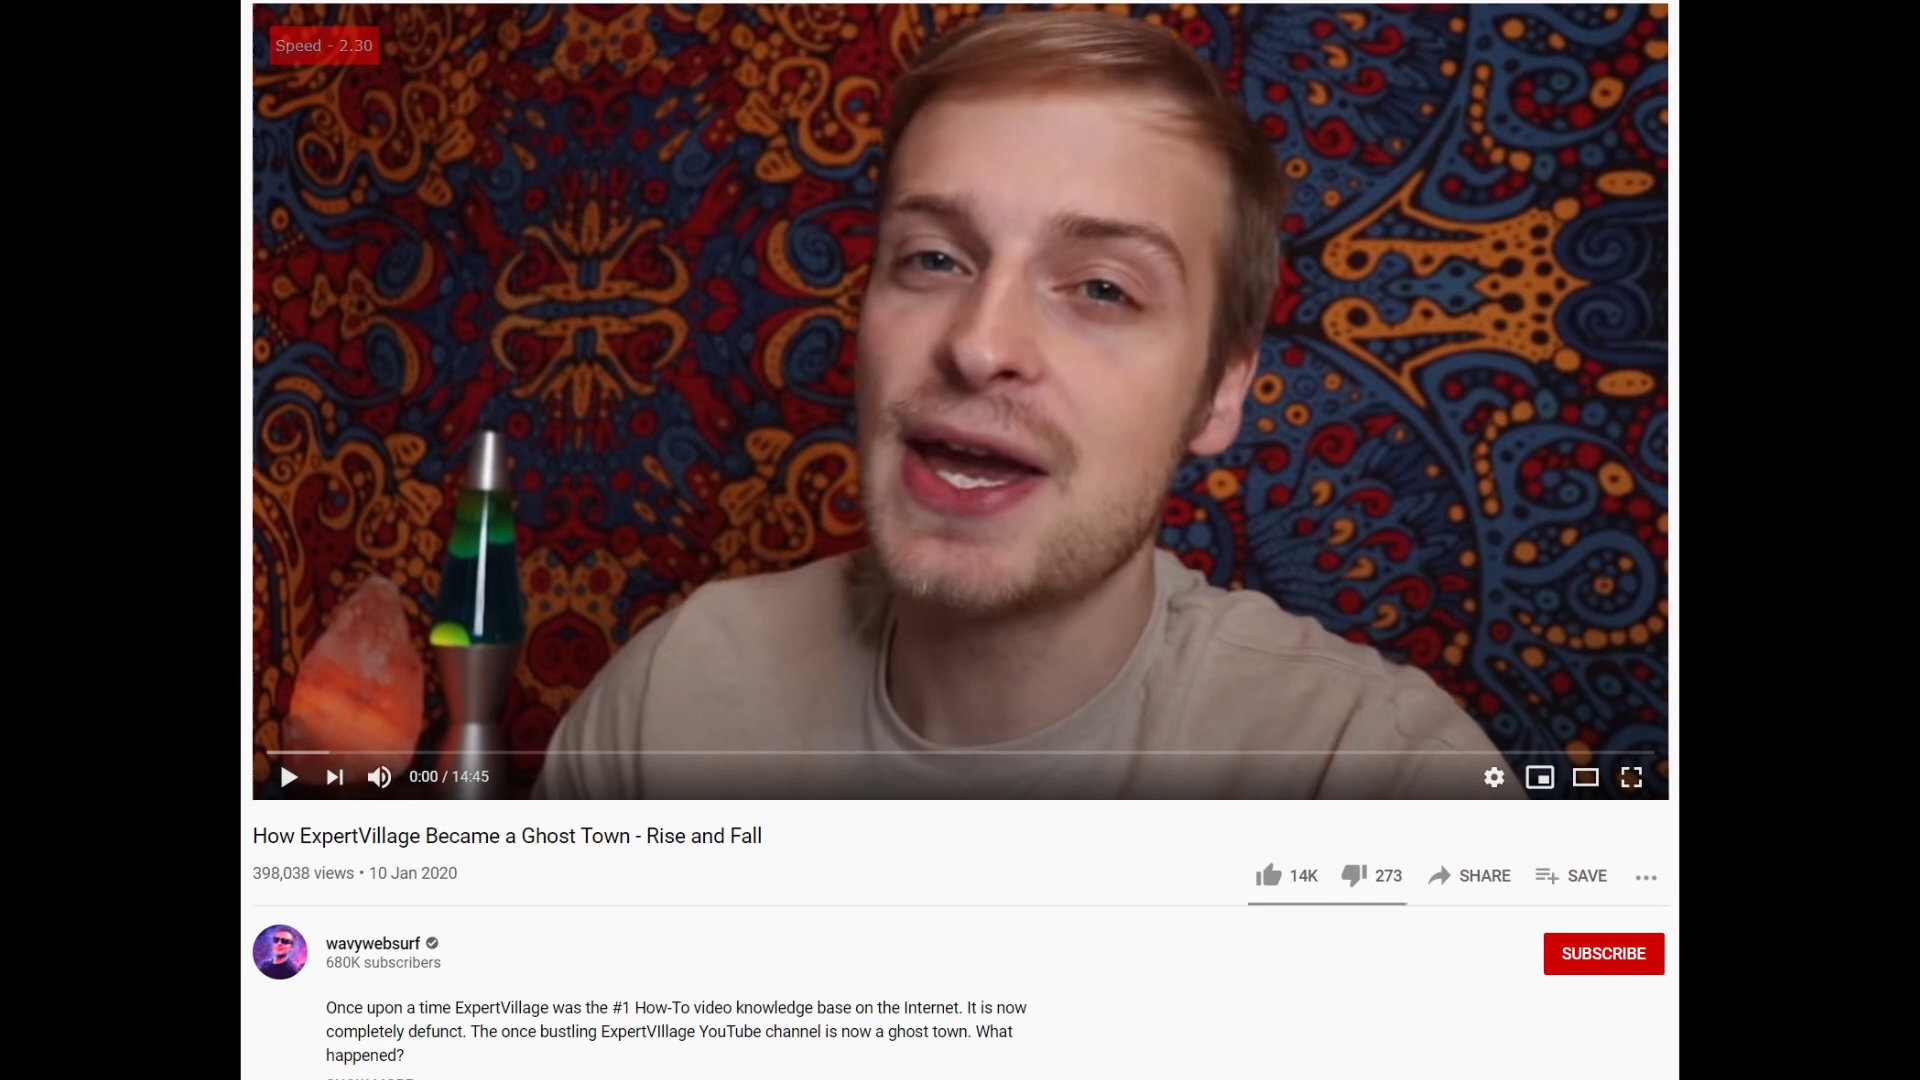 Speed - 2.30
0:00 / 14:45
How ExpertVillage Became a Ghost Town - Rise and Fall
398,038 views • 10 Jan 2020
14K
273
SHARE
SAVE
wavywebsurf
680K subscribers
SUBSCRIBE
Once upon a time ExpertVillage was the #1 How-To video knowledge base on the Internet. It is now
completely defunct. The once bustling ExpertVIllage YouTube channel is now a ghost town. What
happened?